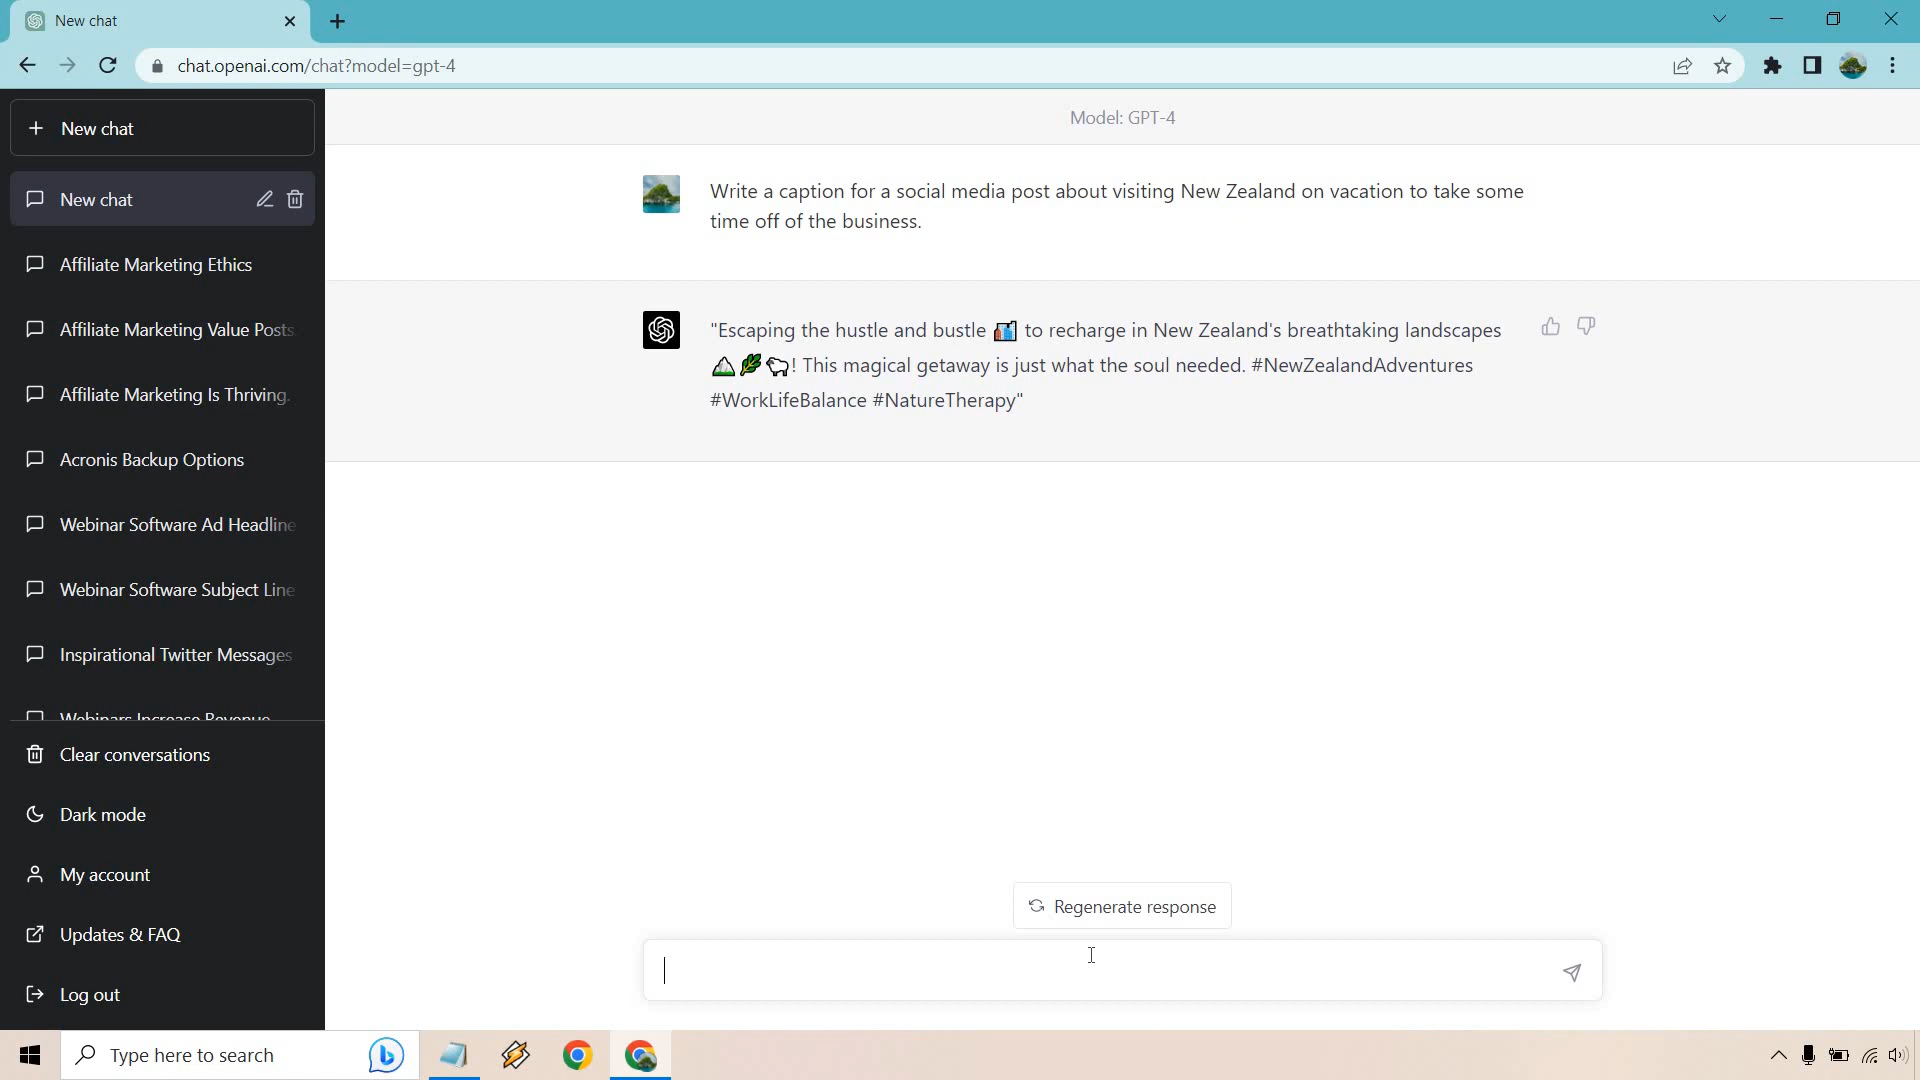 New chat
chat.openai.com/chat?model=gpt-4
New chat
New chat
Affiliate Marketing Ethics
Affiliate Marketing Value Posts.
Affiliate Marketing Is Thriving.
Acronis Backup Options
Webinar Software Ad Headline
Webinar Software Subject Line
Inspirational Twitter Messages
Webinars Increase Revenue
Clear conversations
Dark mode
My account
Updates & FAQ
Log out
Model: GPT-4
Write a caption for a social media post about visiting New Zealand on vacation to take some
time off of the business.
"Escaping the hustle and bustle 🏙️ to recharge in New Zealand's breathtaking landscapes
🏔️🌿🐑! This magical getaway is just what the soul needed. #NewZealandAdventures
#WorkLifeBalance #NatureTherapy"
Regenerate response
Type here to search